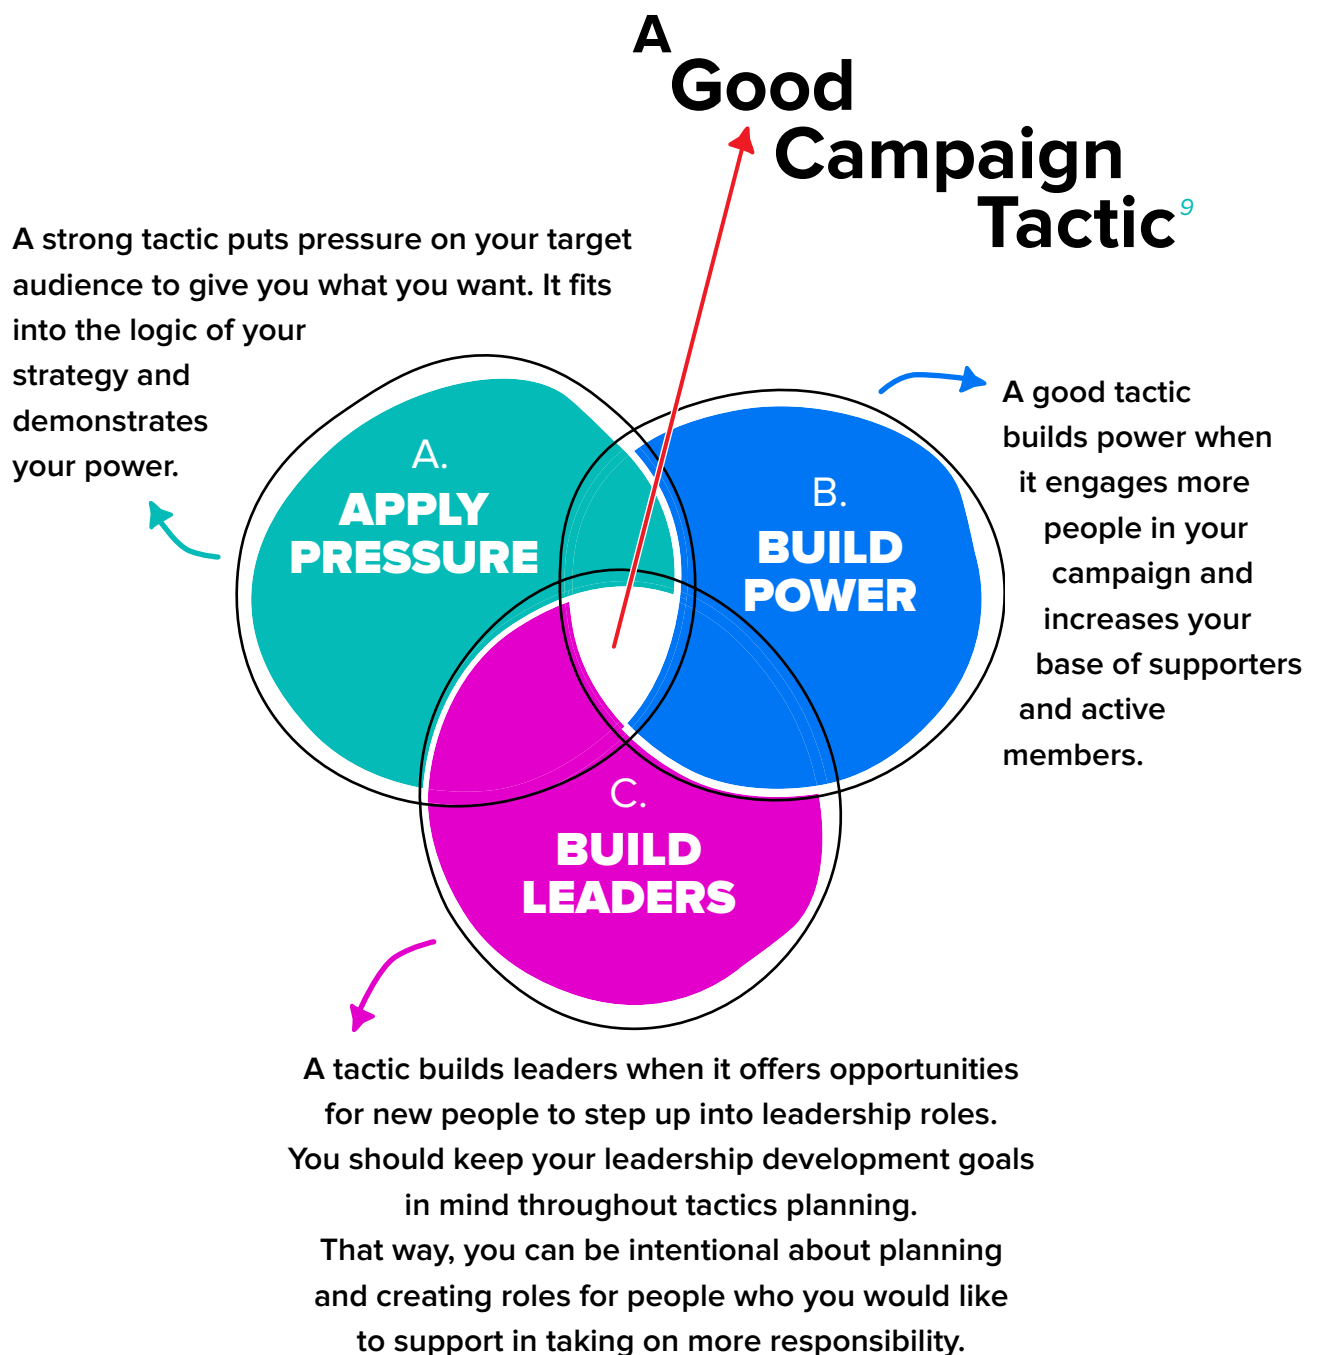 A
Good
Campaign
Tactic9
A strong tactic puts pressure on your target
audience to give you what you want. It fits
into the logic of your
strategy and
demonstrates
your power.
A.
APPLY
PRESSURE
B.
BUILD
POWER
A good tactic
builds power when
it engages more
people in your
campaign and
increases your
base of supporters
and active
members.
C.
BUILD
LEADERS
A tactic builds leaders when it offers opportunities
for new people to step up into leadership roles.
You should keep your leadership development goals
in mind throughout tactics planning.
That way, you can be intentional about planning
and creating roles for people who you would like
to support in taking on more responsibility.